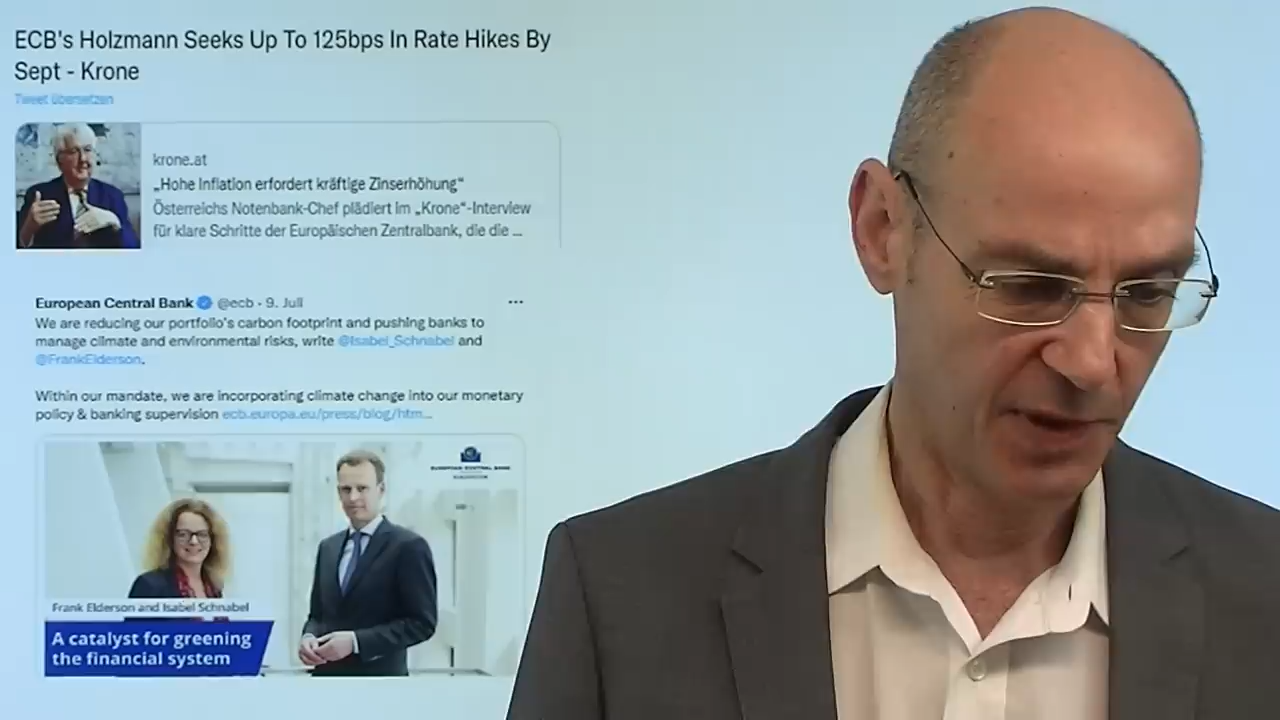 ECB's Holzmann Seeks Up To 125bps In Rate Hikes By
Sept - Krone
Tweet übersetzen
krone.at
„Hohe Inflation erfordert kräftige Zinserhöhung“
Österreichs Notenbank-Chef plädiert im „Krone“-Interview
für klare Schritte der Europäischen Zentralbank, die die ...
European Central Bank @ecb · 9. Juli
We are reducing our portfolio's carbon footprint and pushing banks to
manage climate and environmental risks, write @Isabel_Schnabel and
@FrankElderson.
Within our mandate, we are incorporating climate change into our monetary
policy & banking supervision ecb.europa.eu/press/blog/htm...
EUROPEAN CENTRAL BANK
Frank Elderson and Isabel Schnabel
A catalyst for greening
the financial system